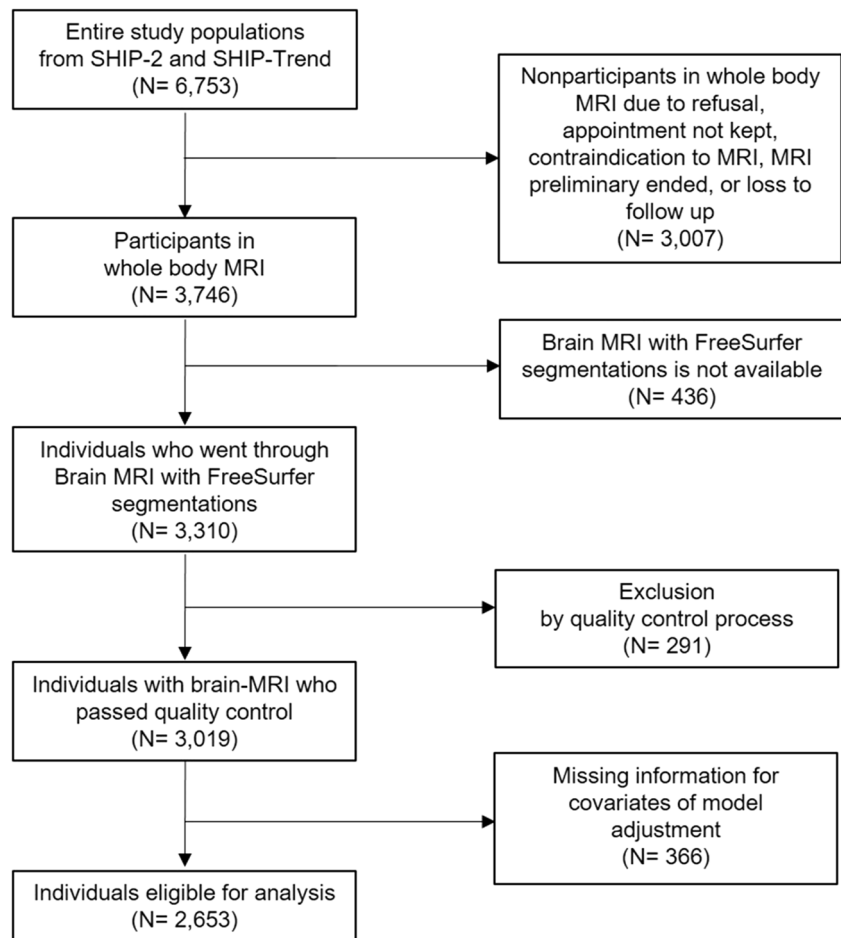 Entire study populations
from SHIP-2 and SHIP-Trend
(N= 6,753)
Nonparticipants in whole body
MRI due to refusal,
appointment not kept,
contraindication to MRI, MRI
preliminary ended, or loss to
follow up
(N= 3,007)
Participants in
whole body MRI
(N= 3,746)
Brain MRI with FreeSurfer
segmentations is not available
(N= 436)
Individuals who went through
Brain MRI with FreeSurfer
segmentations
(N= 3,310)
Exclusion
by quality control process
(N= 291)
Individuals with brain-MRI who
passed quality control
(N= 3,019)
Missing information for
covariates of model
adjustment
(N= 366)
Individuals eligible for analysis
(N= 2,653)